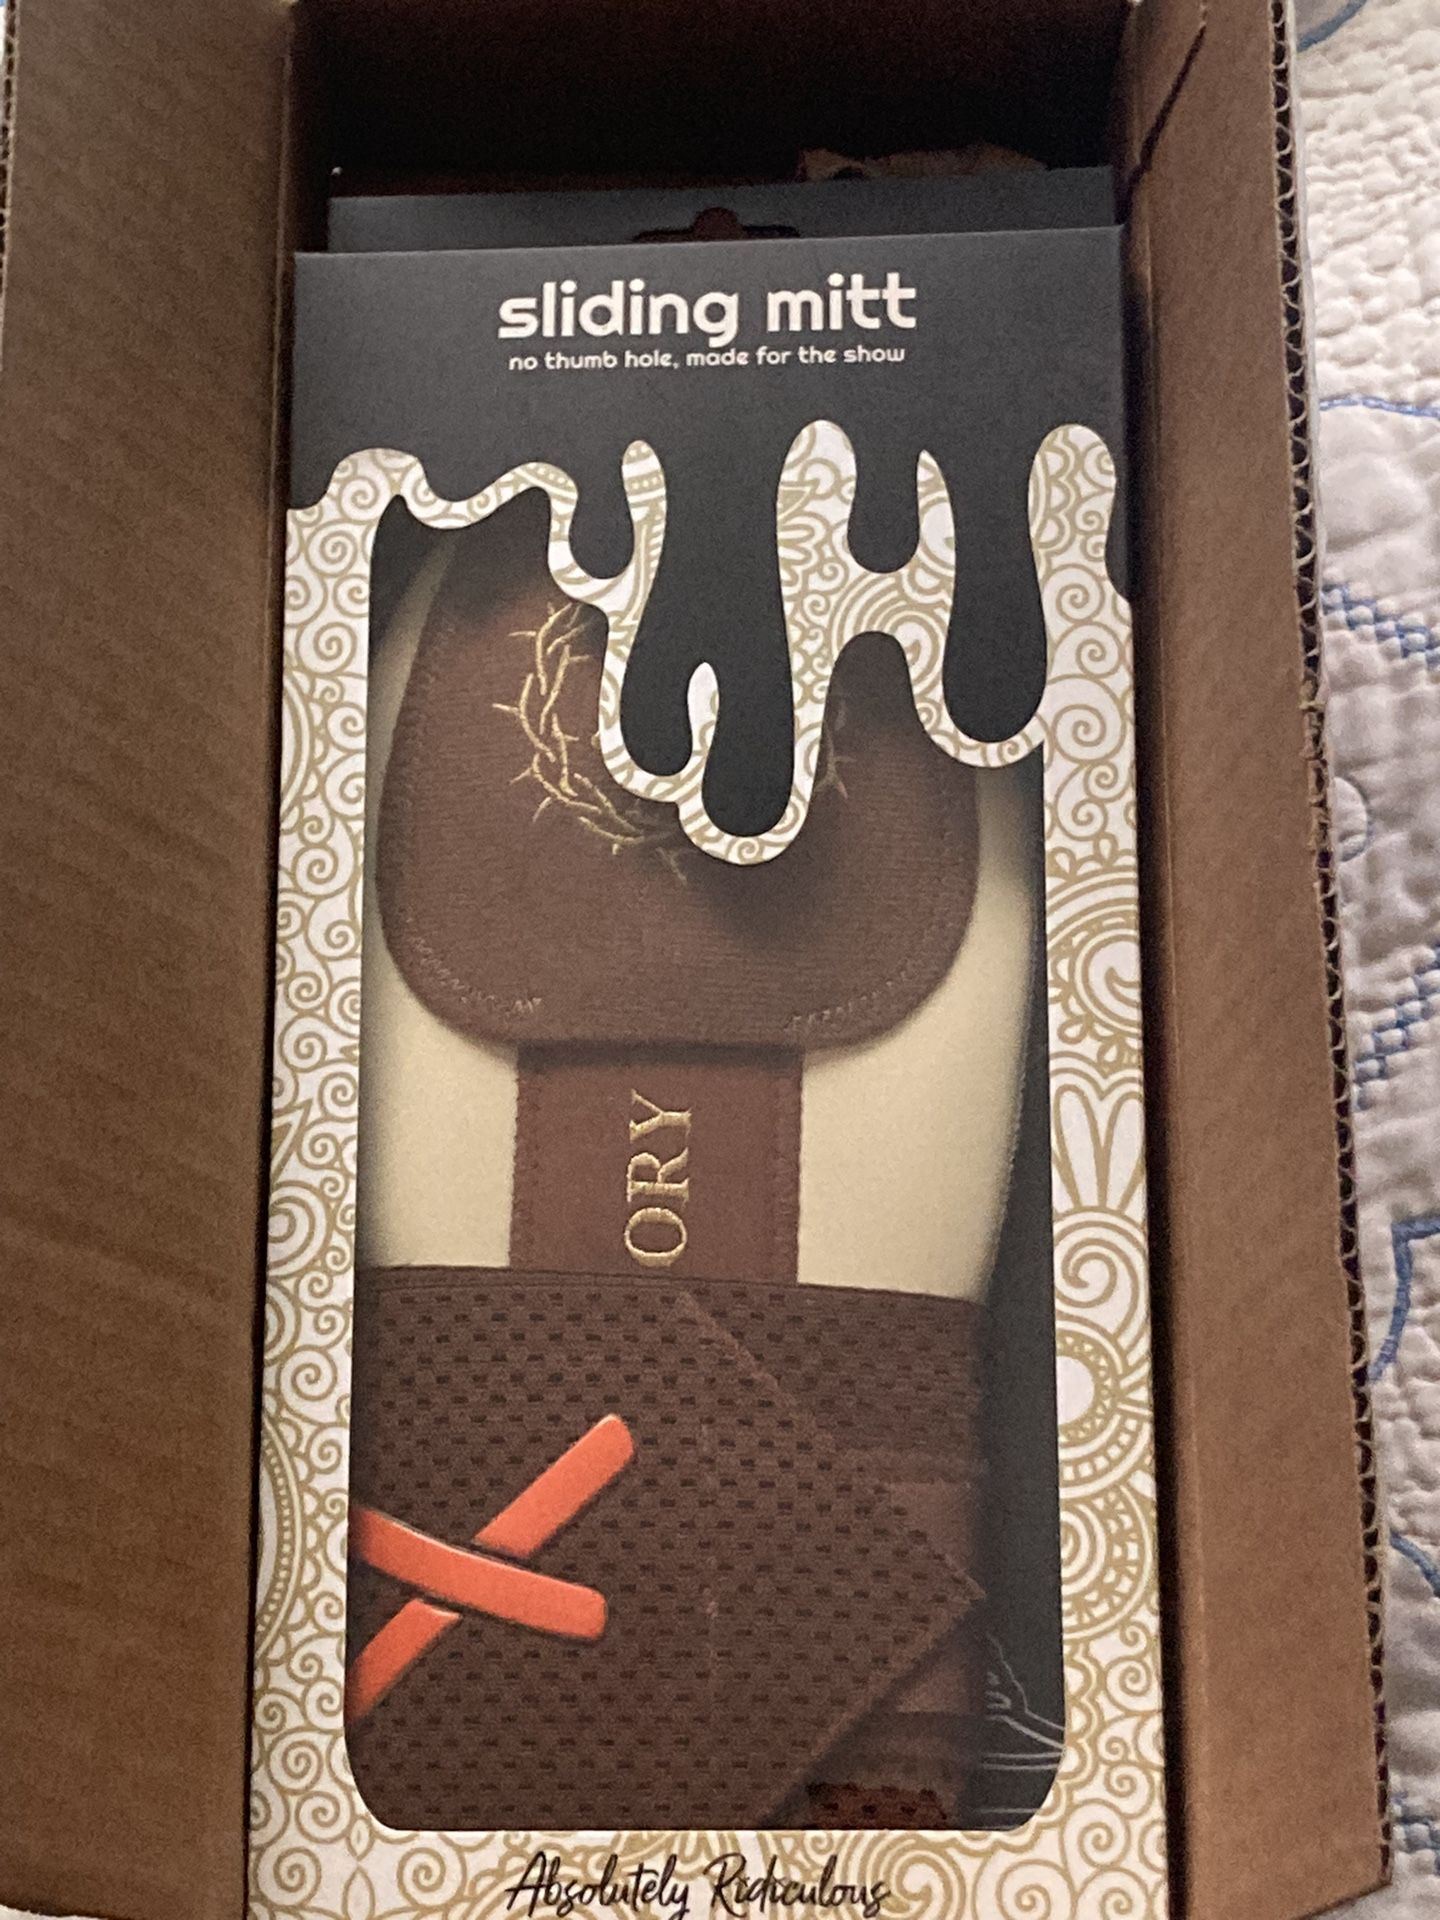 sliding mitt
no thumb hole, made for the show
ORY
Absolutely Ridiculous